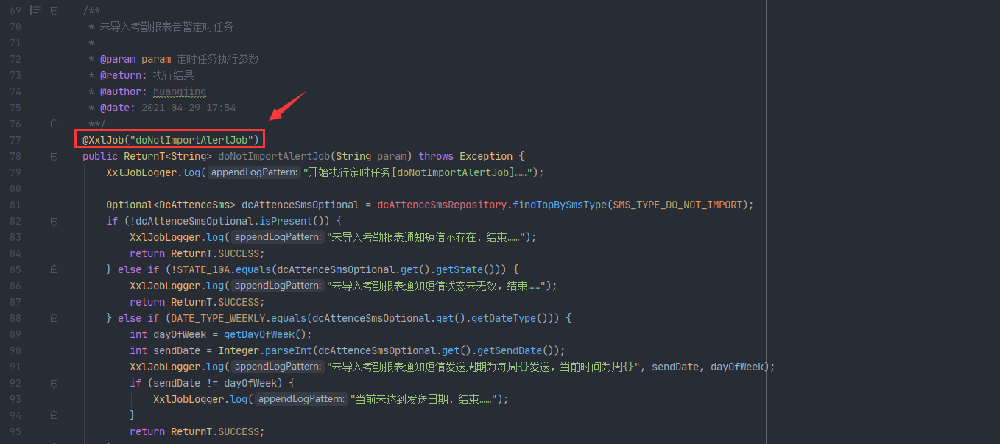 69 /**
70 * 未导入考勤报表告警定时任务
71 *
72 * @param param 定时任务执行参数
73 * @return: 执行结果
74 * @author: huangjing
75 * @date: 2021-04-29 17:54
76 **/
77 @XxlJob("doNotImportAlertJob")
78 public ReturnT<String> doNotImportAlertJob(String param) throws Exception {
79 XxlJobLogger.log( appendLogPattern: "开始执行定时任务[doNotImportAlertJob]……");
80
81 Optional<DcAttenceSms> dcAttenceSmsOptional = dcAttenceSmsRepository.findTopBySmsType(SMS_TYPE_DO_NOT_IMPORT);
82 if (!dcAttenceSmsOptional.isPresent()) {
83 XxlJobLogger.log( appendLogPattern: "未导入考勤报表通知短信不存在，结束……");
84 return ReturnT.SUCCESS;
85 } else if (!STATE_10A.equals(dcAttenceSmsOptional.get().getState())) {
86 XxlJobLogger.log( appendLogPattern: "未导入考勤报表通知短信状态未无效，结束……");
87 return ReturnT.SUCCESS;
88 } else if (DATE_TYPE_WEEKLY.equals(dcAttenceSmsOptional.get().getDateType())) {
89 int dayOfWeek = getDayOfWeek();
90 int sendDate = Integer.parseInt(dcAttenceSmsOptional.get().getSendDate());
91 XxlJobLogger.log( appendLogPattern: "未导入考勤报表通知短信发送周期为每周{}发送，当前时间为周{}", sendDate, dayOfWeek);
92 if (sendDate != dayOfWeek) {
93 XxlJobLogger.log( appendLogPattern: "当前未达到发送日期，结束……");
94 }
95 return ReturnT.SUCCESS;